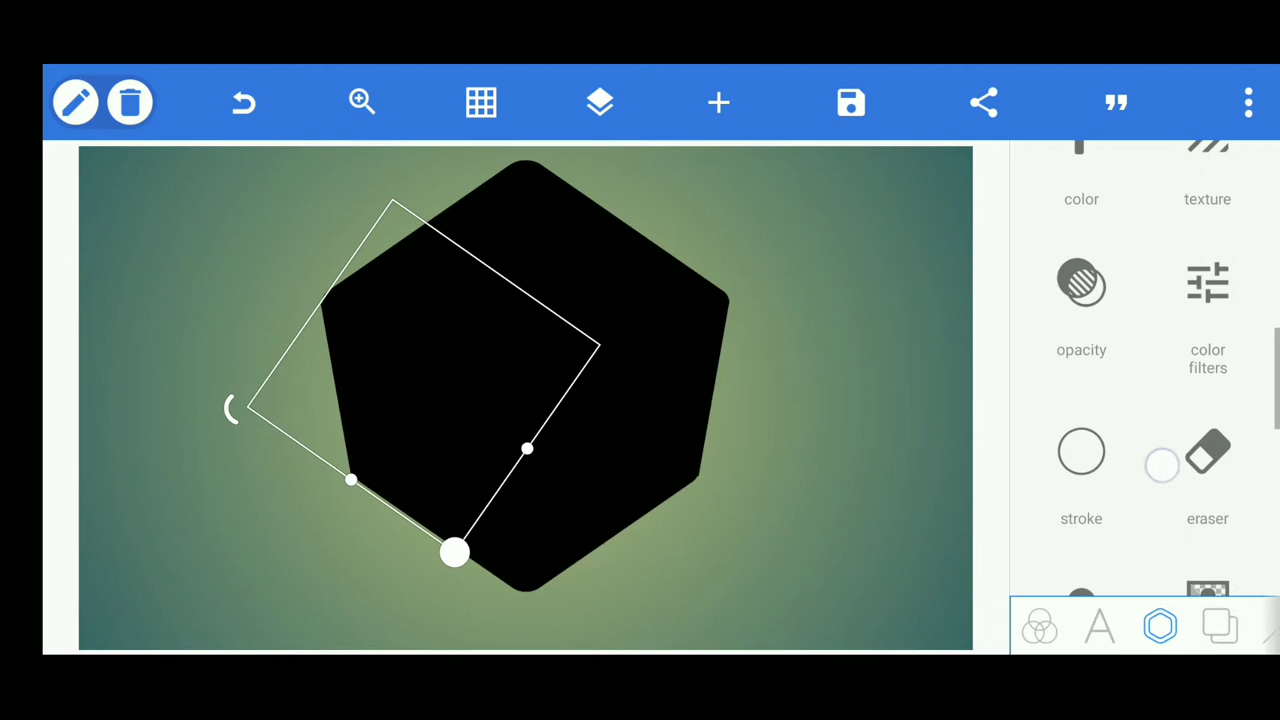 color
texture
opacity
color
filters
stroke
eraser